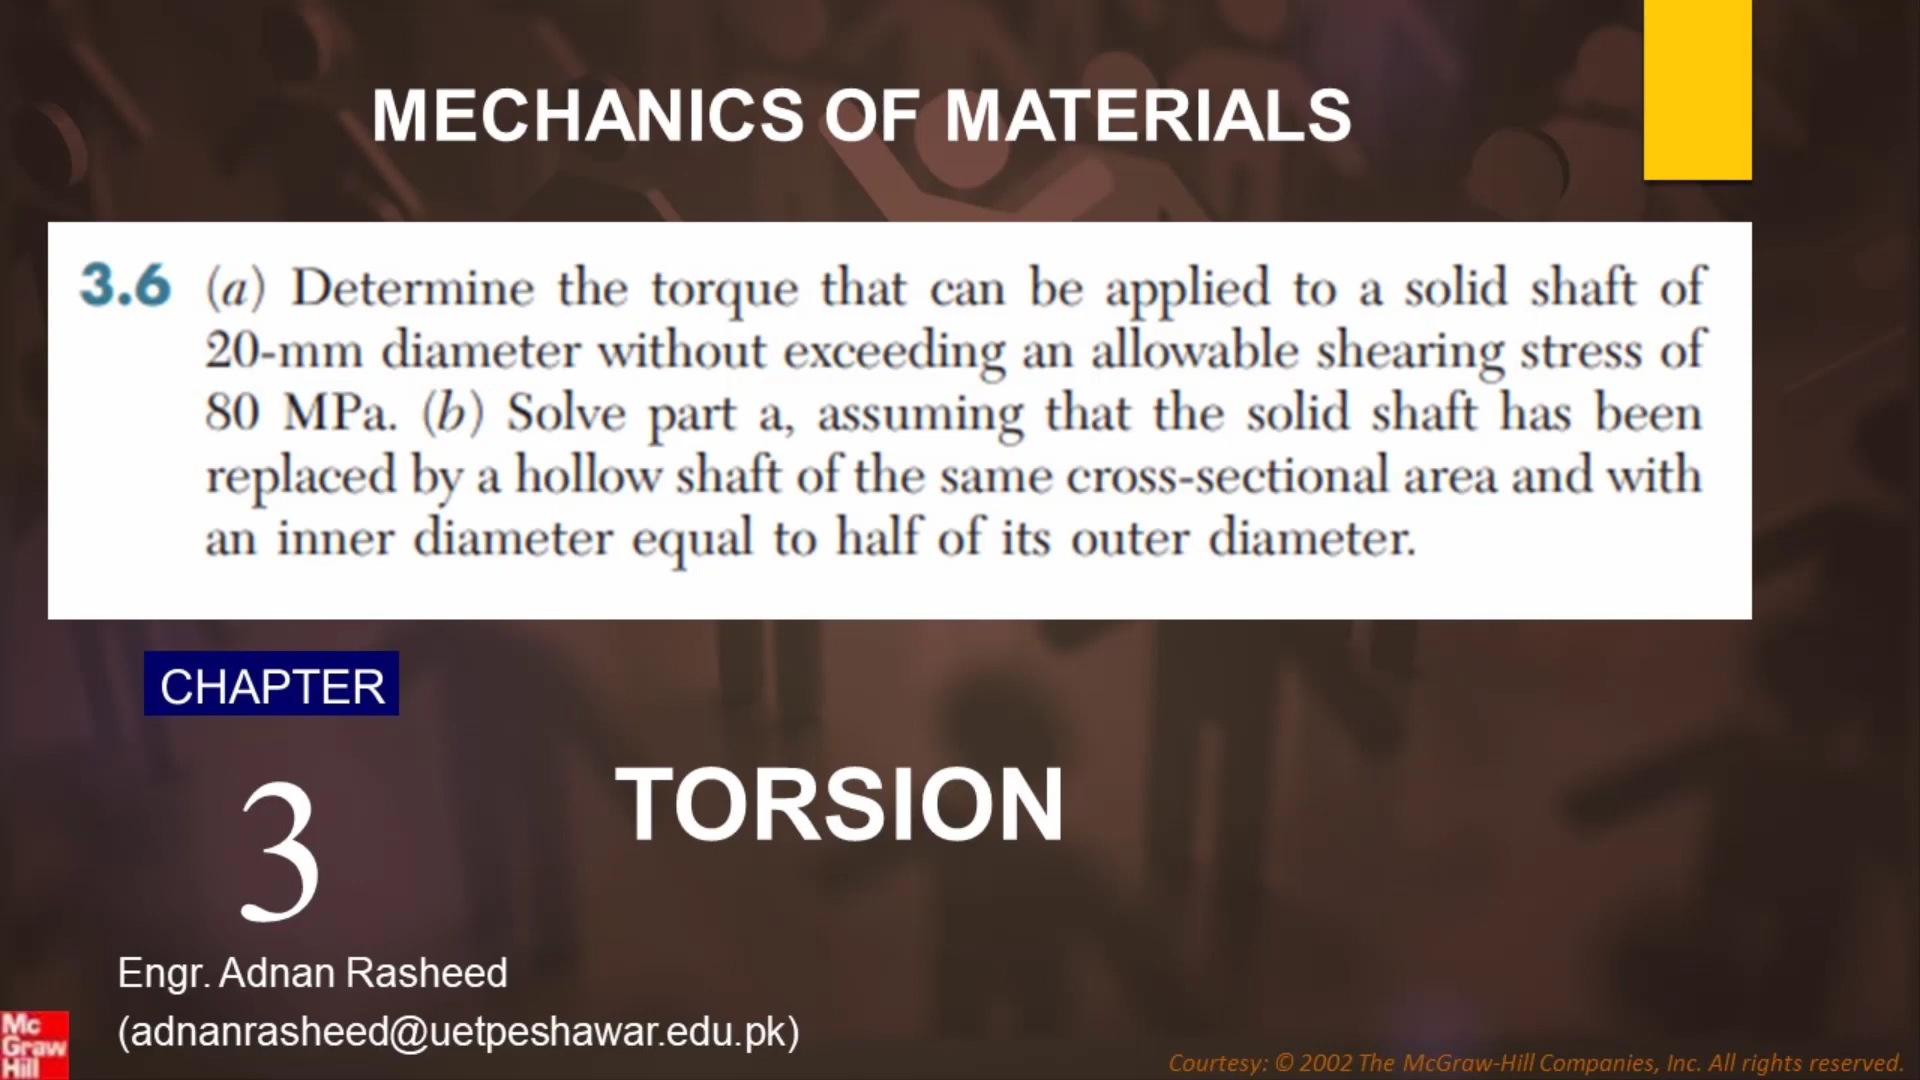 MECHANICS OF MATERIALS
3.6 (a) Determine the torque that can be applied to a solid shaft of
20-mm diameter without exceeding an allowable shearing stress of
80 MPa. (b) Solve part a, assuming that the solid shaft has been
replaced by a hollow shaft of the same cross-sectional area and with
an inner diameter equal to half of its outer diameter.
CHAPTER
3
TORSION
Engr. Adnan Rasheed
(adnanrasheed@uetpeshawar.edu.pk)
Mc
Graw
Hill
Courtesy: © 2002 The McGraw-Hill Companies, Inc. All rights reserved.